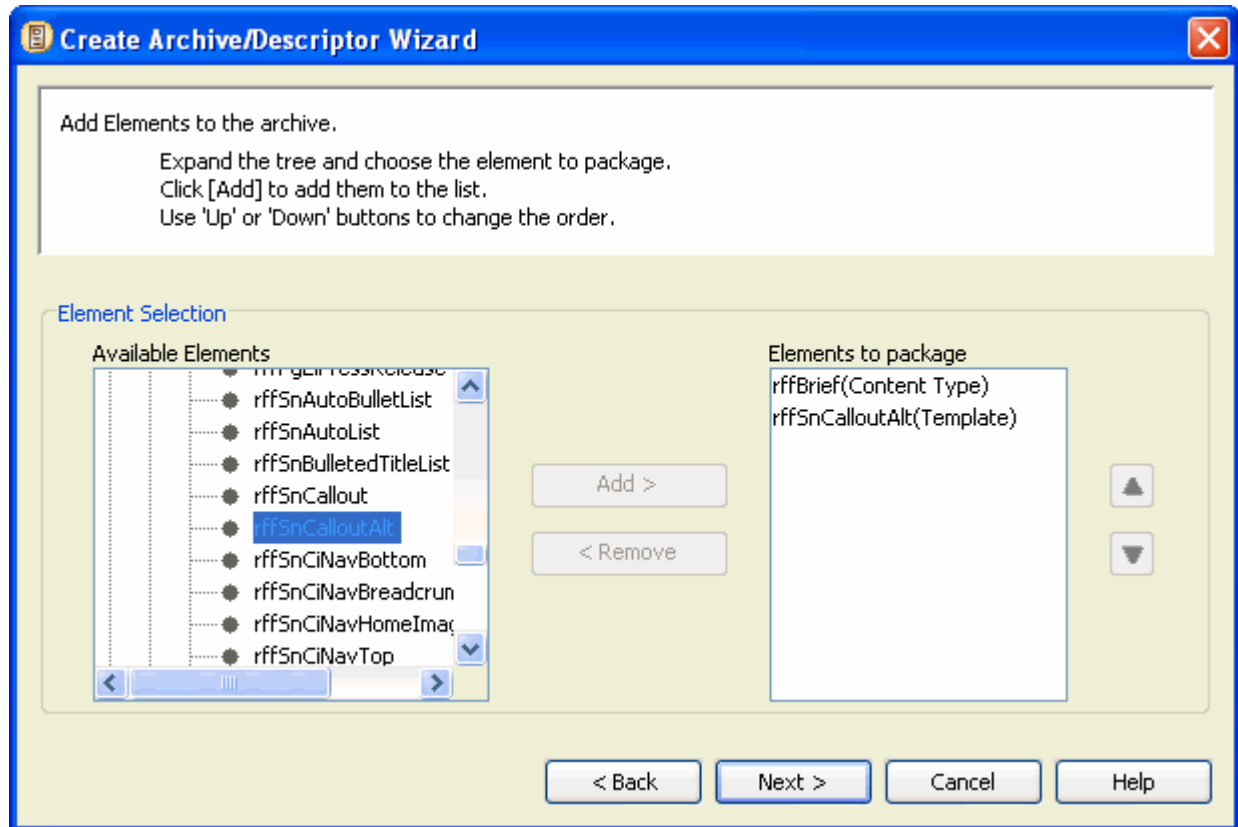 Create Archive/Descriptor Wizard
Add Elements to the archive.
Expand the tree and choose the element to package.
Click [Add] to add them to the list.
Use 'Up' or 'Down' buttons to change the order.
Element Selection
Available Elements
rffSnAutoBulletList
rffSnAutoList
rffSnBulletedTitleList
rffSnCallout
rffSnCalloutAlt
rffSnCiNavBottom
rffSnCiNavBreadcrun
rffSnCiNavHomeImag
rffSnCiNavTop
Add >
< Remove
Elements to package
rffBrief(Content Type)
rffSnCalloutAlt(Template)
< Back
Next >
Cancel
Help